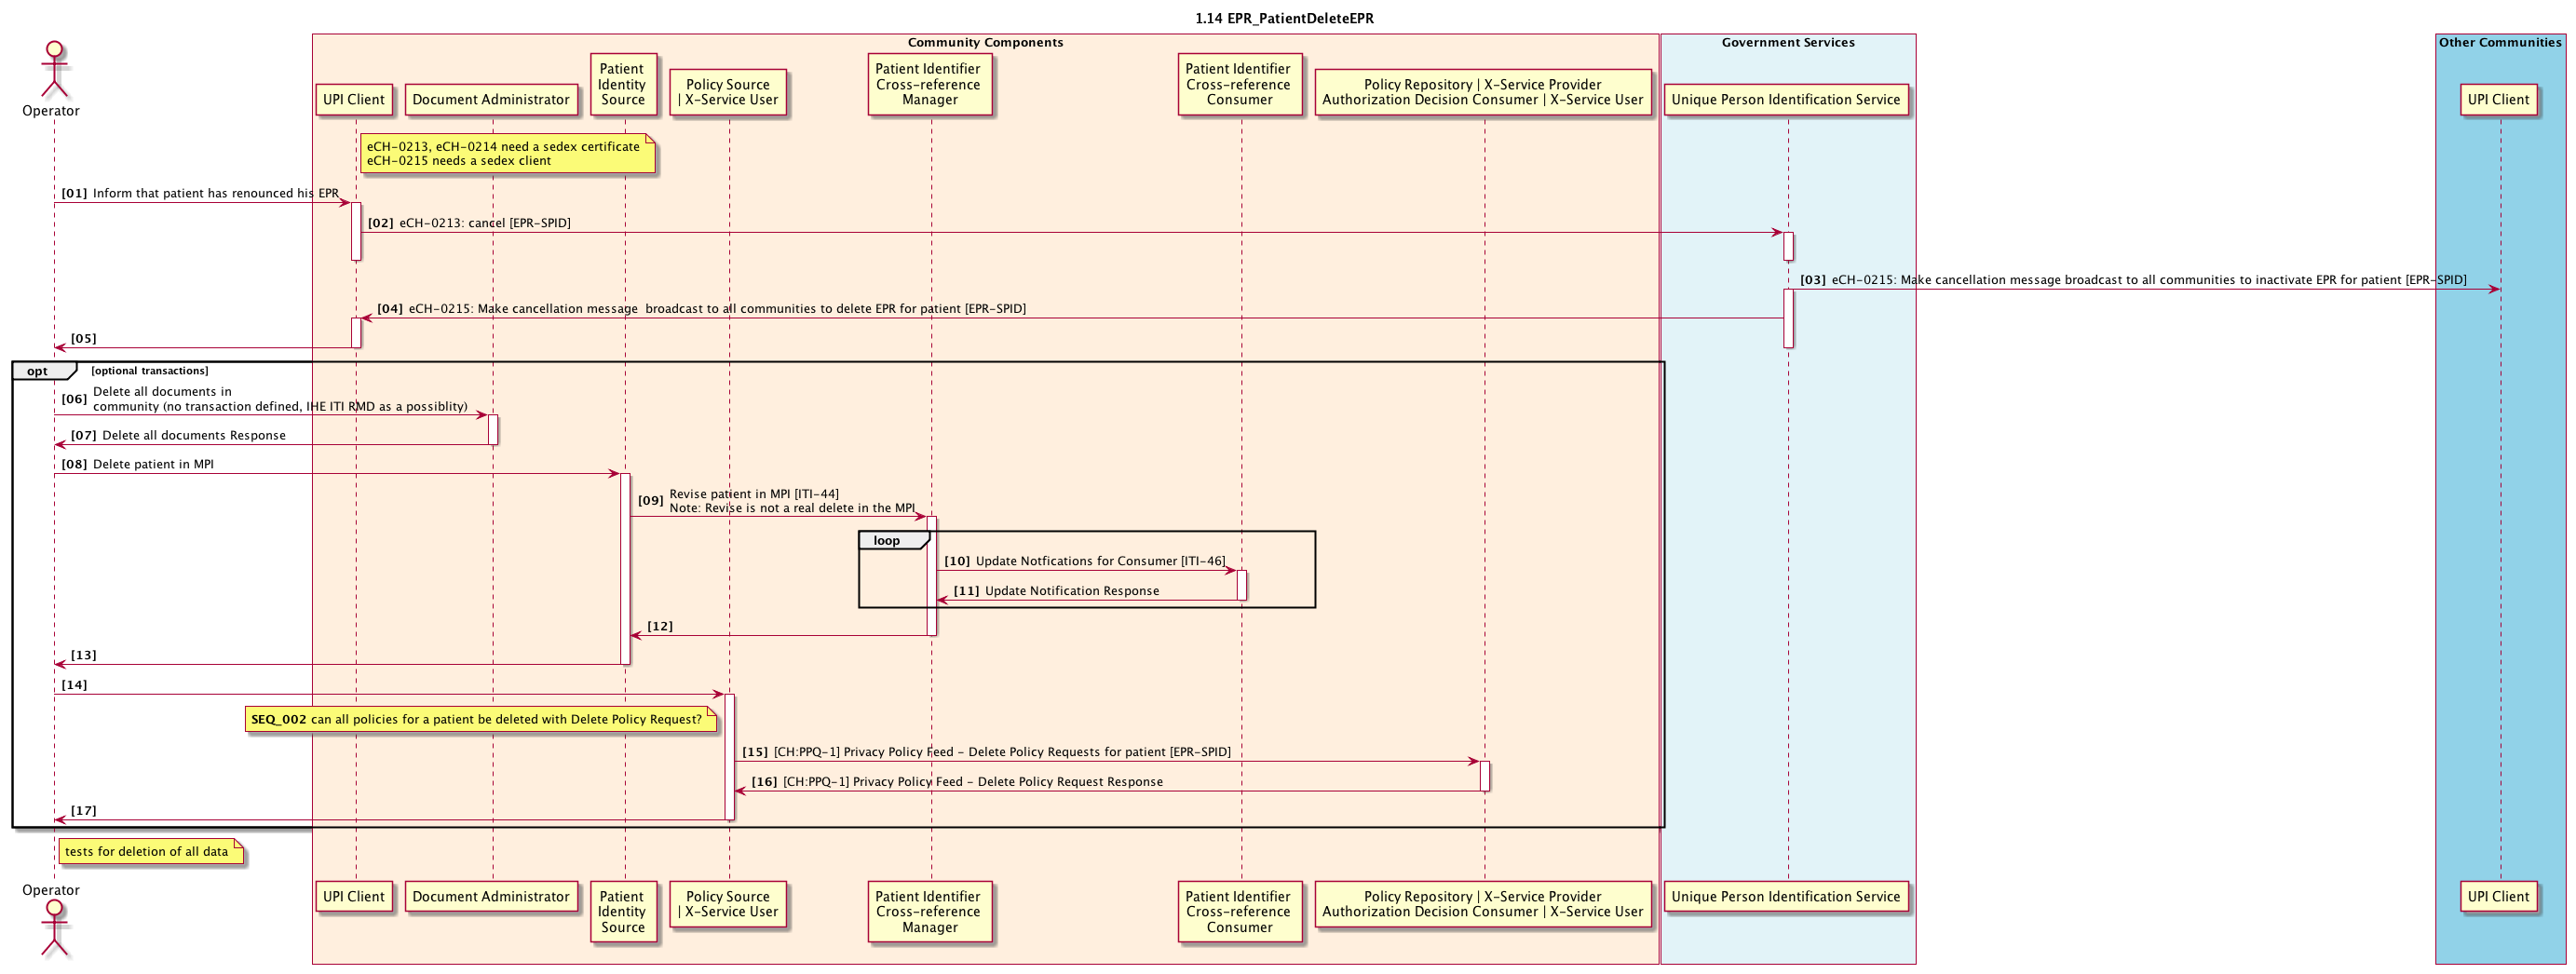 1.14 EPR_PatientDeleteEPR
Community Components
Government Services
Other Communities
Operator
UPI Client
Document Administrator
Patient
Identity
Source
Policy Source
| X-Service User
Patient Identifier
Cross-reference
Manager
Patient Identifier
Cross-reference
Consumer
Policy Repository | X-Service Provider
Authorization Decision Consumer | X-Service User
Unique Person Identification Service
UPI Client
eCH-0213, eCH-0214 need a sedex certificate
eCH-0215 needs a sedex client
[01] Inform that patient has renounced his EPR
[02] eCH-0213: cancel [EPR-SPID]
[03] eCH-0215: Make cancellation message broadcast to all communities to inactivate EPR for patient [EPR-SPID]
[04] eCH-0215: Make cancellation message  broadcast to all communities to delete EPR for patient [EPR-SPID]
[05]
opt [optional transactions]
[06] Delete all documents in
community (no transaction defined, IHE ITI RMD as a possiblity)
[07] Delete all documents Response
[08] Delete patient in MPI
[09] Revise patient in MPI [ITI-44]
Note: Revise is not a real delete in the MPI
loop
[10] Update Notfications for Consumer [ITI-46]
[11] Update Notification Response
[12]
[13]
[14]
SEQ_002 can all policies for a patient be deleted with Delete Policy Request?
[15] [CH:PPQ-1] Privacy Policy Feed - Delete Policy Requests for patient [EPR-SPID]
[16] [CH:PPQ-1] Privacy Policy Feed - Delete Policy Request Response
[17]
tests for deletion of all data
Operator
UPI Client
Document Administrator
Patient
Identity
Source
Policy Source
| X-Service User
Patient Identifier
Cross-reference
Manager
Patient Identifier
Cross-reference
Consumer
Policy Repository | X-Service Provider
Authorization Decision Consumer | X-Service User
Unique Person Identification Service
UPI Client